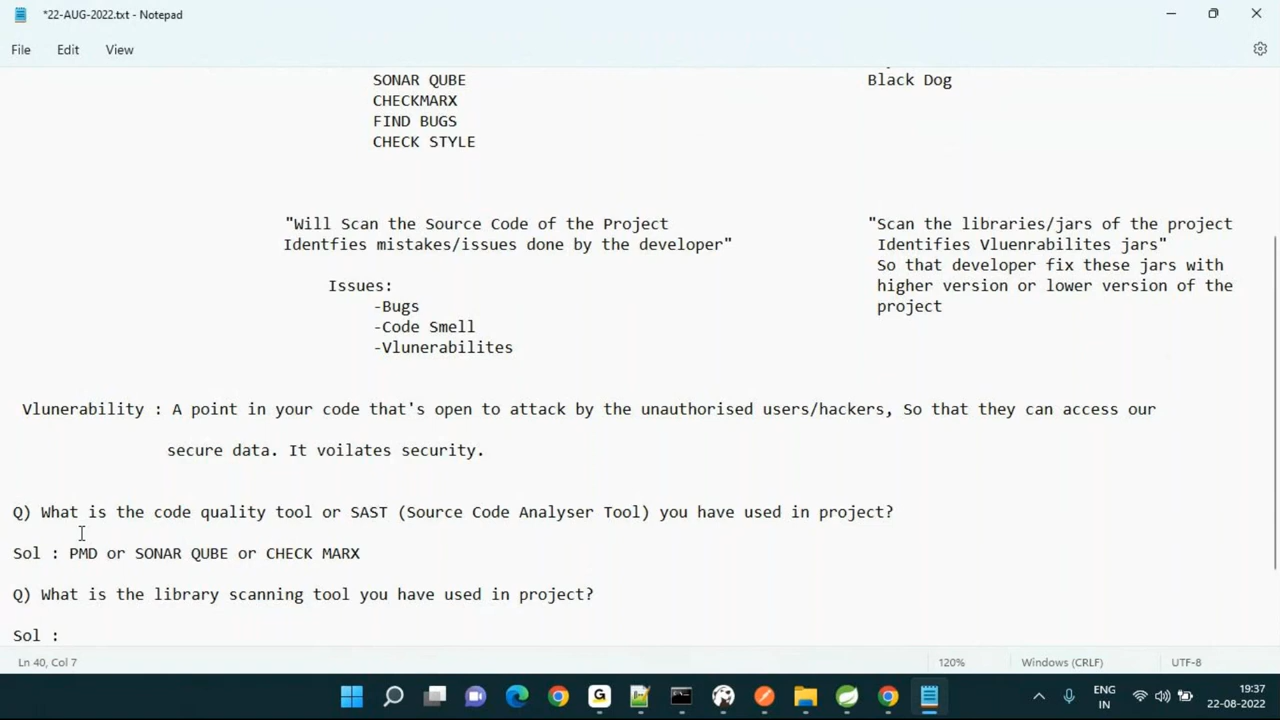 *22-AUG-2022.txt - Notepad
File Edit View
SONAR QUBE Black Dog
CHECKMARX
FIND BUGS
CHECK STYLE
"Will Scan the Source Code of the Project "Scan the libraries/jars of the project
Identfies mistakes/issues done by the developer" Identifies Vluenrabilites jars"
So that developer fix these jars with
Issues: higher version or lower version of the
-Bugs project
-Code Smell
-Vlunerabilites
Vlunerability : A point in your code that's open to attack by the unauthorised users/hackers, So that they can access our
secure data. It voilates security.
Q) What is the code quality tool or SAST (Source Code Analyser Tool) you have used in project?
Sol : PMD or SONAR QUBE or CHECK MARX
Q) What is the library scanning tool you have used in project?
Sol :
Ln 40, Col 7 120% Windows (CRLF) UTF-8
ENG 19:37
IN 22-08-2022